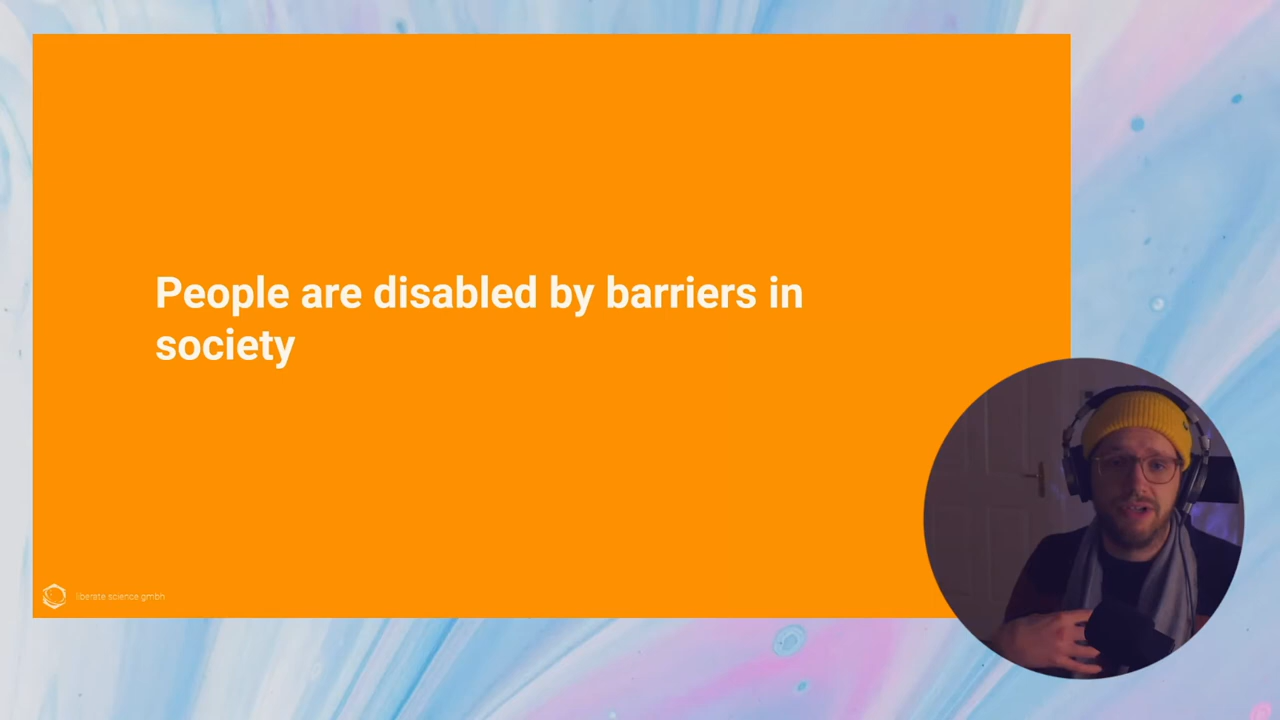 People are disabled by barriers in
society
liberate science gmbh